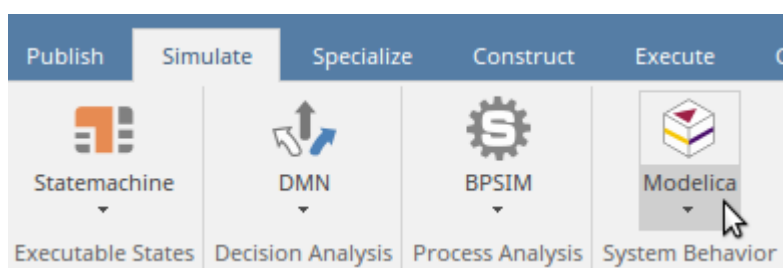 Publish Simulate Specialize Construct Execute
Statemachine DMN BPSIM Modelica
Executable States Decision Analysis Process Analysis System Behavior